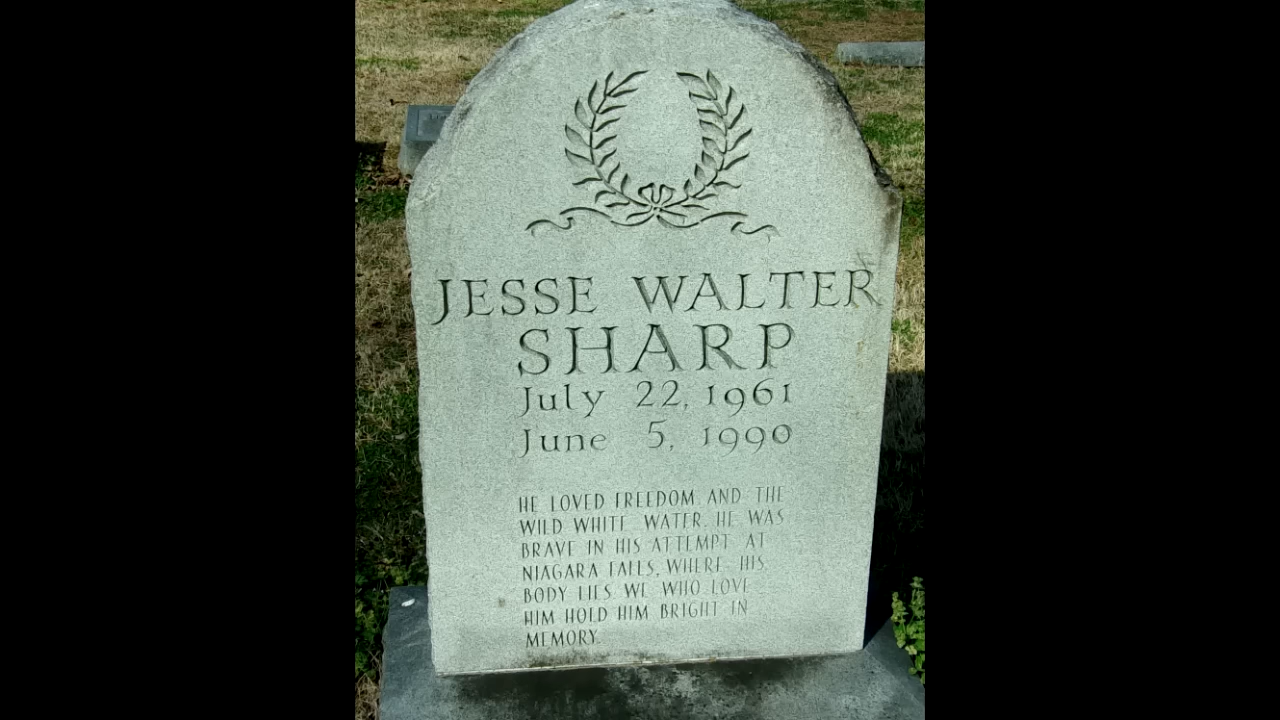 JESSE WALTER
SHARP
July 22, 1961
June 5, 1990
HE LOVED FREEDOM AND THE
WILD WHITE WATER. HE WAS
BRAVE IN HIS ATTEMPT AT
NIAGARA FALLS, WHERE HIS
BODY LIES. WE WHO LOVE
HIM HOLD HIM BRIGHT IN
MEMORY.